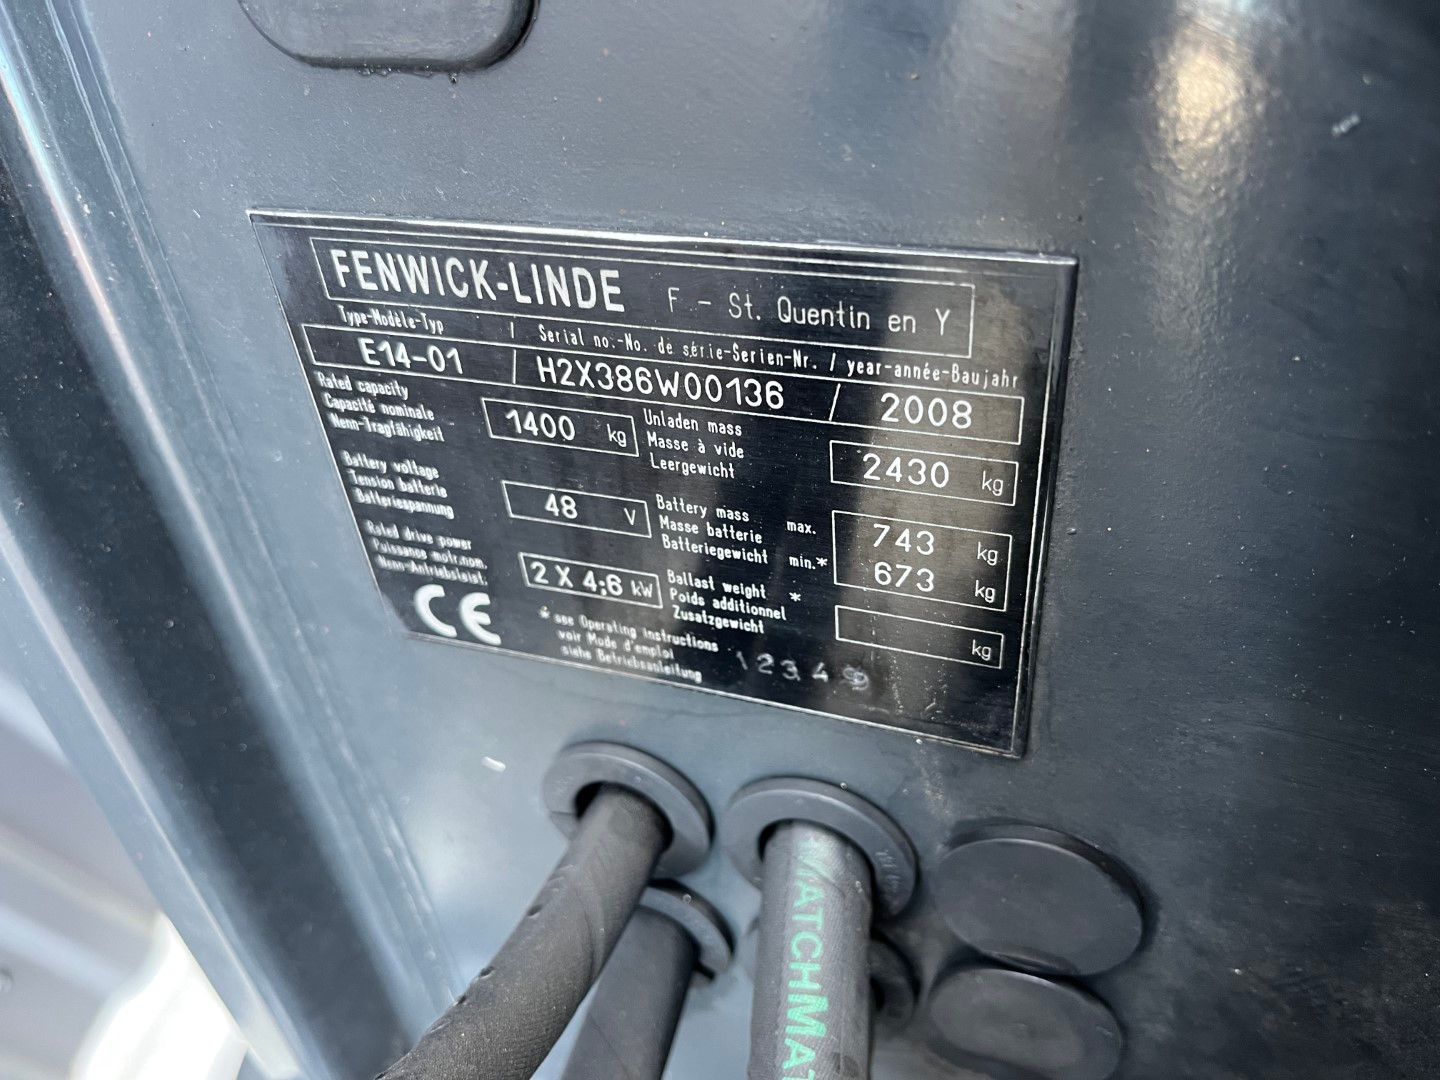 FENWICK-LINDE F - St. Quentin en Y
Type-Modèle-Typ / Serial no.-No. de série-Serien-Nr. / year-année-Baujahr
E14-01 / H2X386W00136 / 2008
Rated capacity
Capacité nominale
Nenn-Tragfähigkeit
1400 kg
Unladen mass
Masse à vide
Leergewicht
2430 kg
Battery voltage
Tension batterie
Batteriespannung
48 V
Battery mass max.
Masse batterie
Batteriegewicht min.*
743 kg
673 kg
Rated drive power
Puissance motr.nom.
Nenn-Antriebsleist.
2 X 4;6 kW
Ballast weight *
Poids additionnel
Zusatzgewicht
kg
CE
* see Operating instructions
voir Mode d'emploi
siehe Betriebsanleitung
1234
MATCHMA